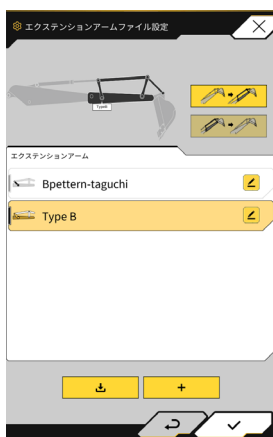 エクステンションアームファイル設定
TypeB
エクステンションアーム
Bpettern-taguchi
Type B